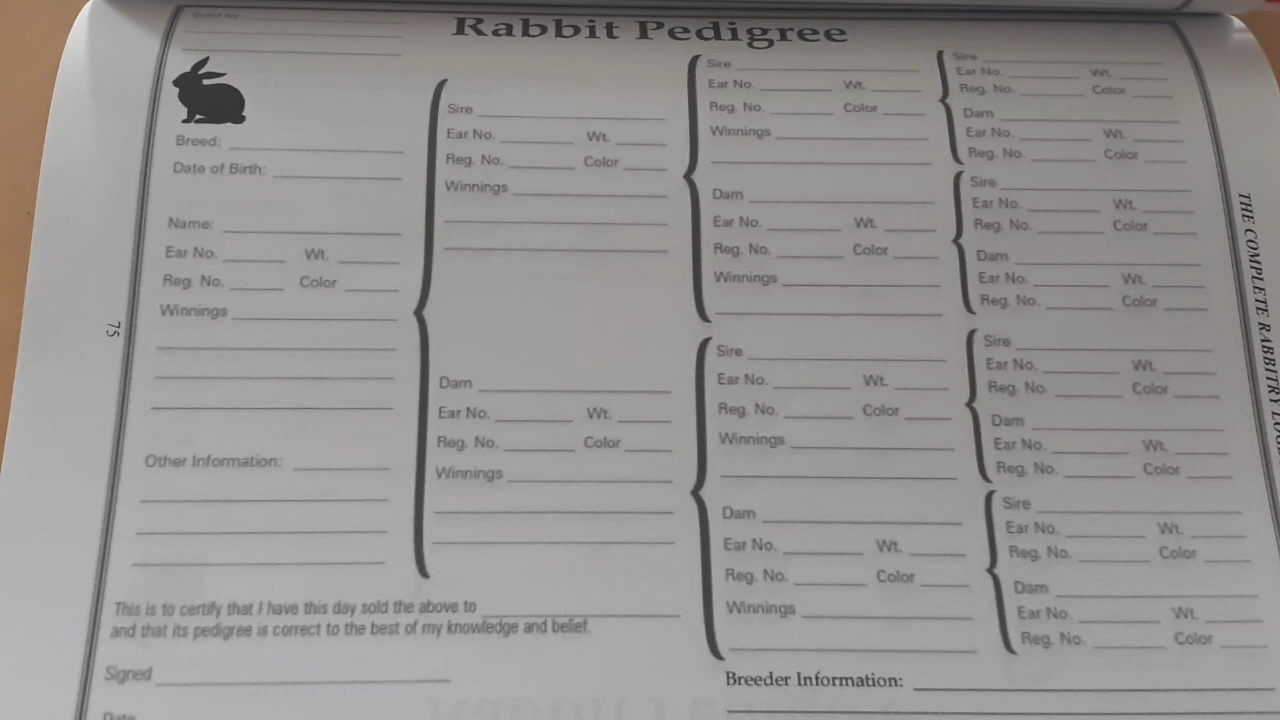 Rabbit Pedigree
Breed:
Date of Birth:
Name:
Ear No. Wt.
Reg. No. Color
Winnings
Other Information:
Sire
Ear No. Wt.
Reg. No. Color
Winnings
Dam
Ear No. Wt.
Reg. No. Color
Winnings
Sire
Ear No. Wt.
Reg. No. Color
Winnings
Dam
Ear No. Wt.
Reg. No. Color
Winnings
Sire
Ear No. Wt.
Reg. No. Color
Winnings
Dam
Ear No. Wt.
Reg. No. Color
Winnings
Sire
Ear No. Wt.
Reg. No. Color
Dam
Ear No. Wt.
Reg. No. Color
Sire
Ear No. Wt.
Reg. No. Color
Dam
Ear No. Wt.
Reg. No. Color
Sire
Ear No. Wt.
Reg. No. Color
Dam
Ear No. Wt.
Reg. No. Color
Sire
Ear No. Wt.
Reg. No. Color
Dam
Ear No. Wt.
Reg. No. Color
This is to certify that I have this day sold the above to
and that its pedigree is correct to the best of my knowledge and belief.
Signed
Date
Breeder Information:
75
THE COMPLETE RABBITRY